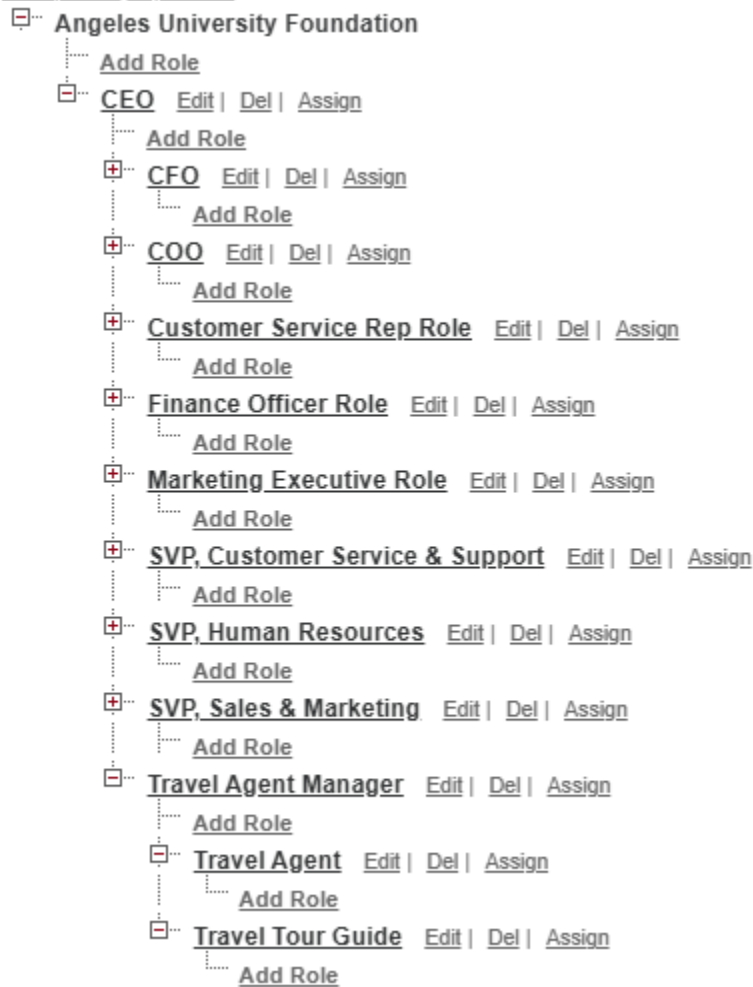 Angeles University Foundation
Add Role
CEO Edit | Del | Assign
Add Role
CFO Edit | Del | Assign
Add Role
COO Edit | Del | Assign
Add Role
Customer Service Rep Role Edit | Del | Assign
Add Role
Finance Officer Role Edit | Del | Assign
Add Role
Marketing Executive Role Edit | Del | Assign
Add Role
SVP, Customer Service & Support Edit | Del | Assign
Add Role
SVP, Human Resources Edit | Del | Assign
Add Role
SVP, Sales & Marketing Edit | Del | Assign
Add Role
Travel Agent Manager Edit | Del | Assign
Add Role
Travel Agent Edit | Del | Assign
Add Role
Travel Tour Guide Edit | Del | Assign
Add Role